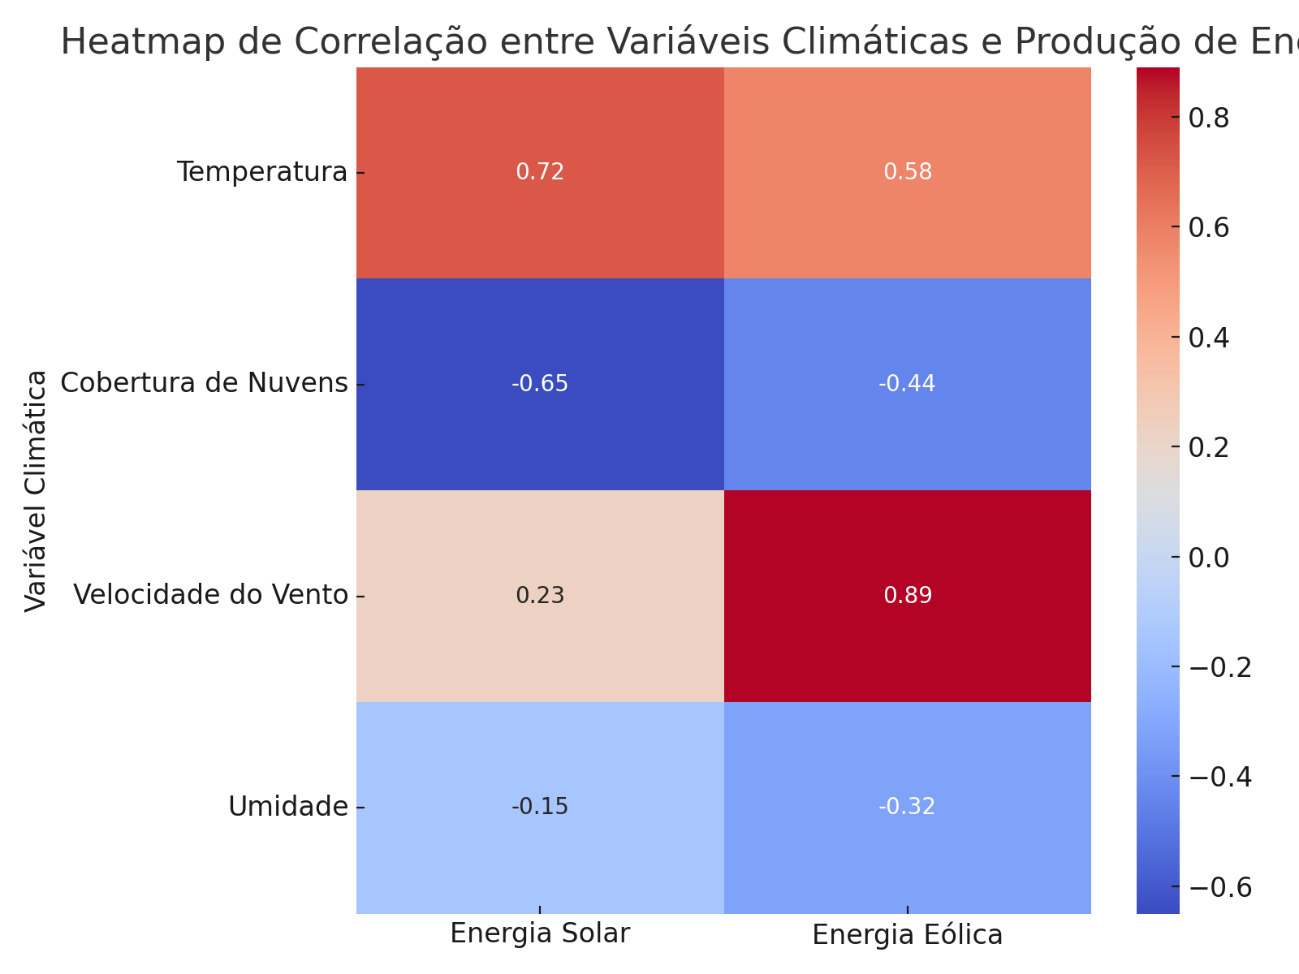 Heatmap de Correlação entre Variáveis Climáticas e Produção de
Variável Climática
Temperatura
Cobertura de Nuvens
Velocidade do Vento
Umidade
0.72 0.58
-0.65 -0.44
0.23 0.89
-0.15 -0.32
Energia Solar Energia Eólica
0.8
0.6
0.4
0.2
0.0
−0.2
−0.4
−0.6